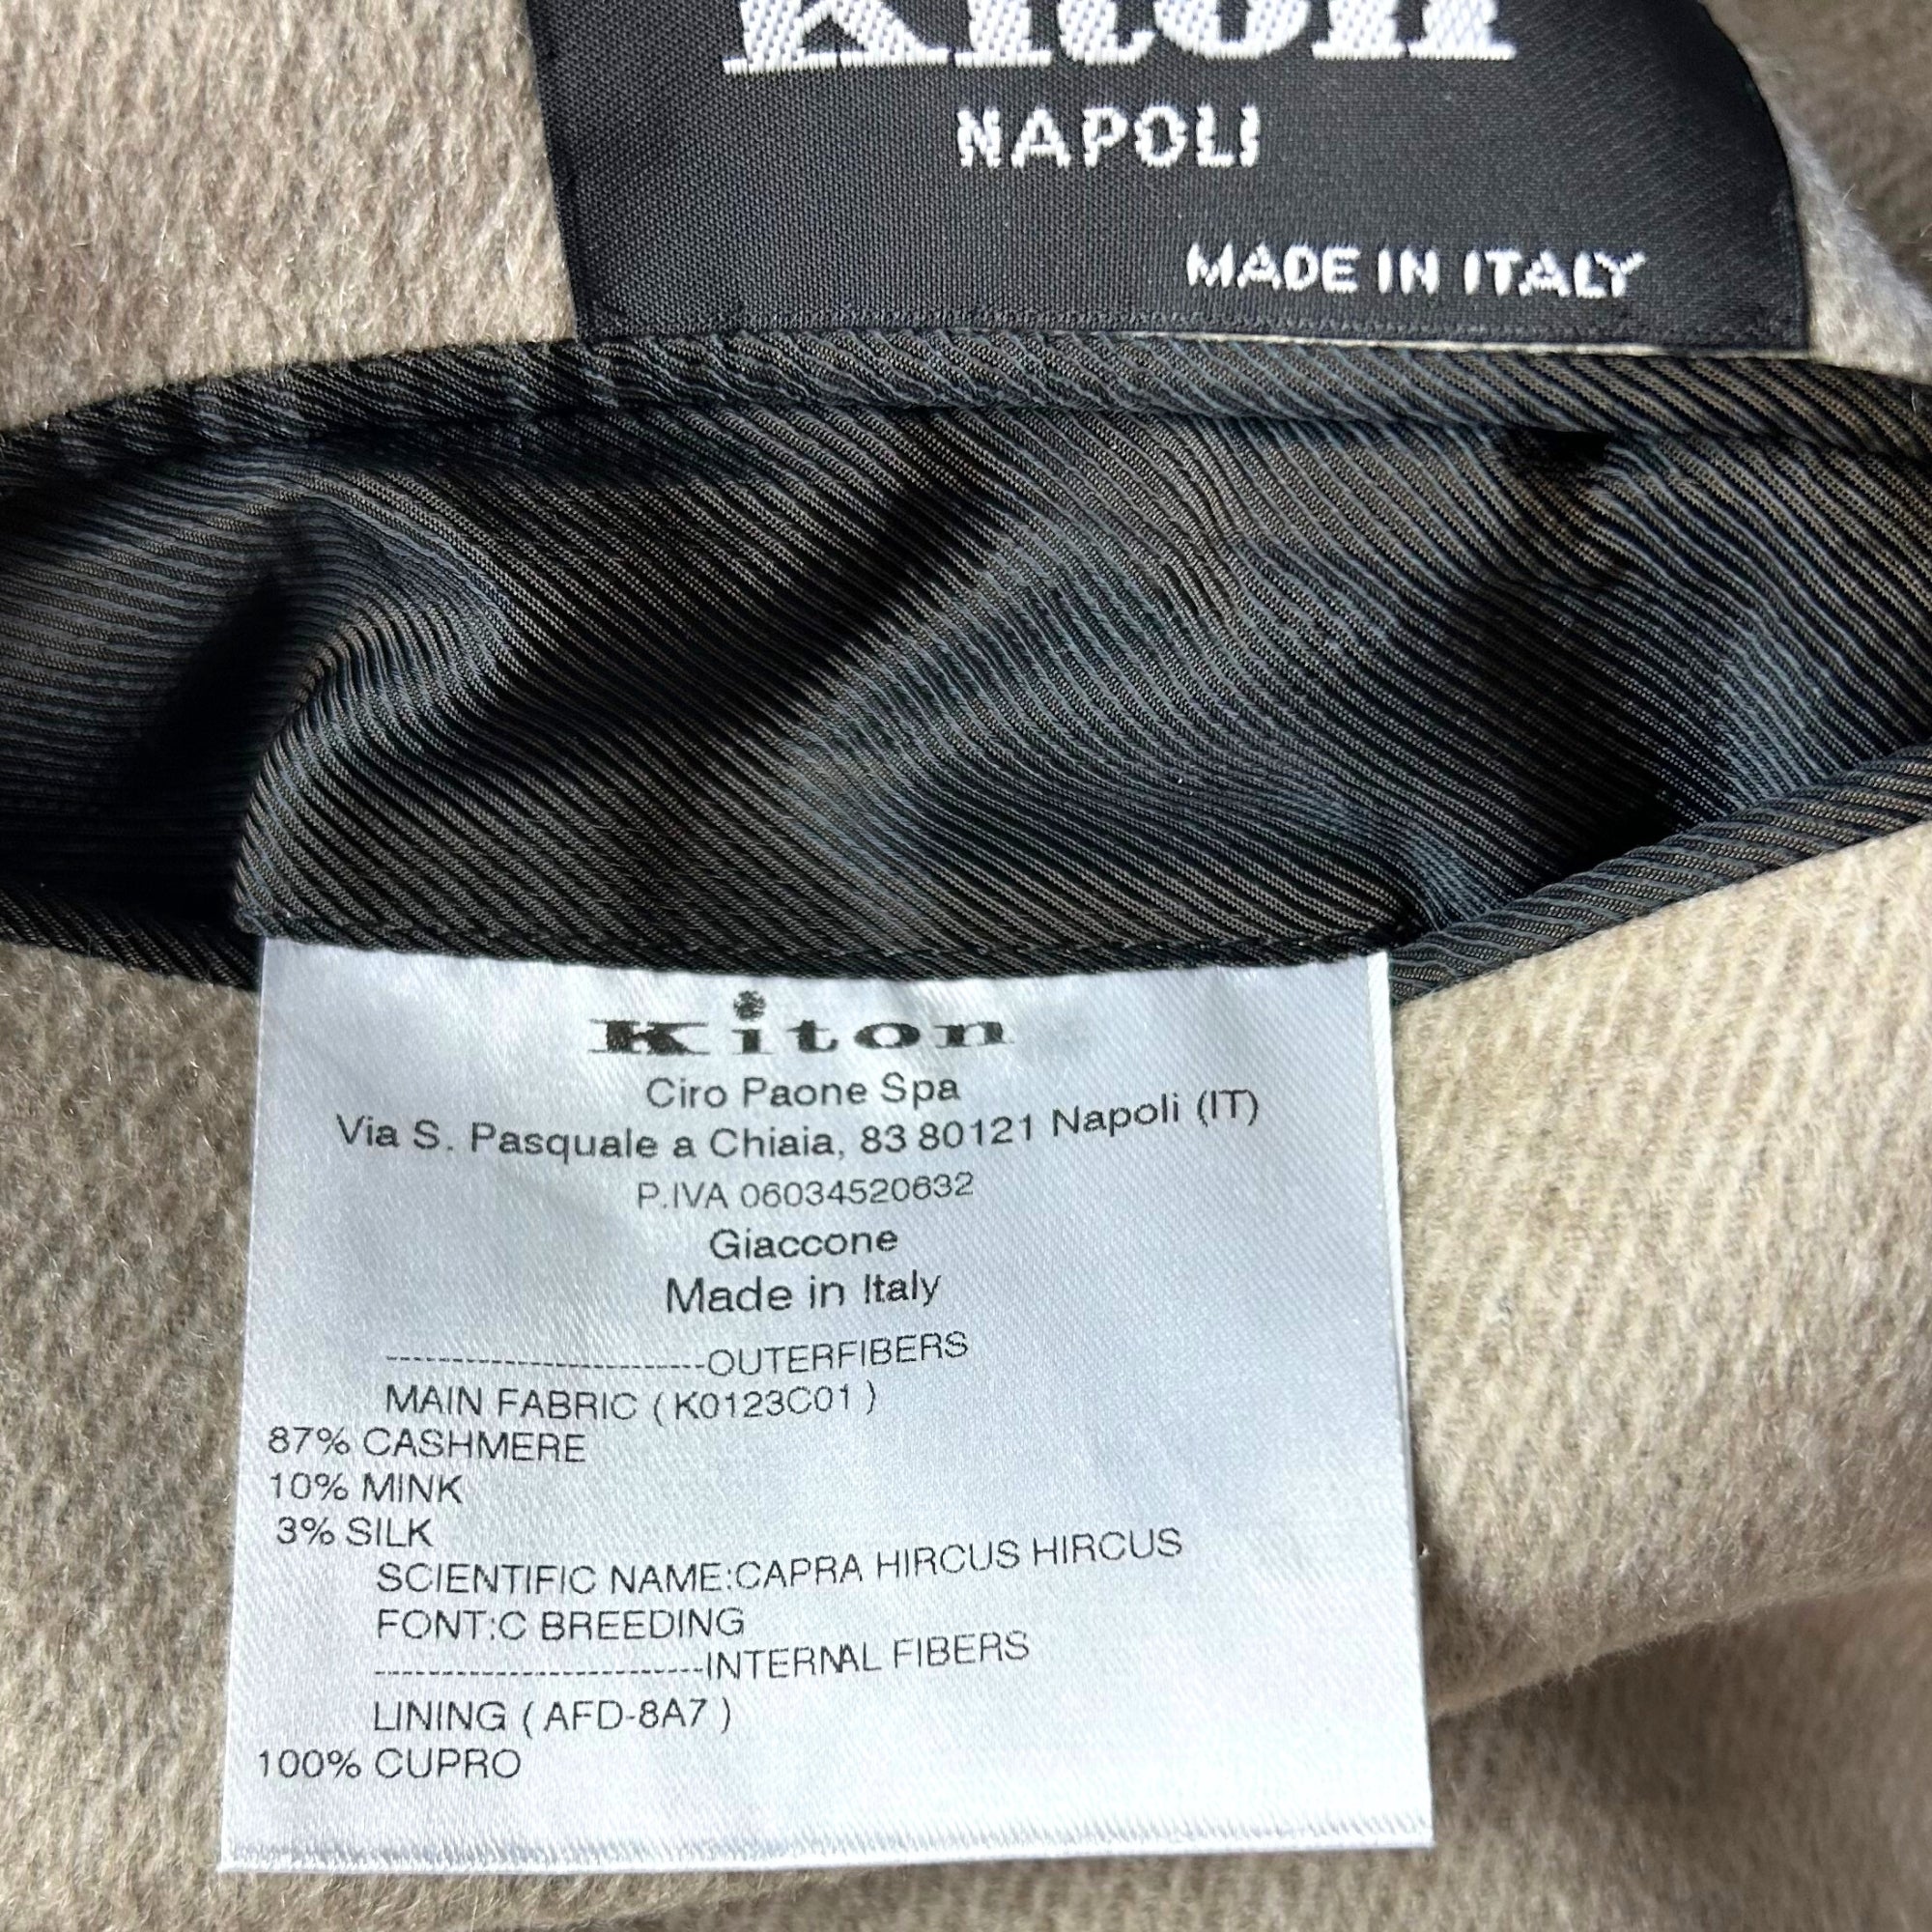 Kiton
NAPOLI
MADE IN ITALY
Kiton
Ciro Paone Spa
Via S. Pasquale a Chiaia, 83 80121 Napoli (IT)
P.IVA 06034520632
Giaccone
Made in Italy
-------------------------OUTERFIBERS
MAIN FABRIC ( K0123C01 )
87% CASHMERE
10% MINK
3% SILK
SCIENTIFIC NAME:CAPRA HIRCUS HIRCUS
FONT:C BREEDING
-------------------------INTERNAL FIBERS
LINING ( AFD-8A7 )
100% CUPRO